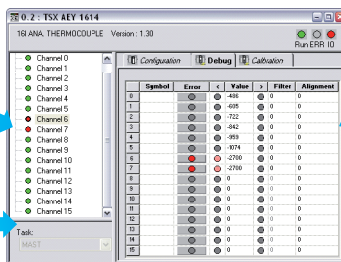 0.2 : TSX AEY 1614
16I ANA. THERMOCOUPLE Version : 1.30
Run ERR IO
Configuration Debug Calibration
Channel 0
Channel 1
Channel 2
Channel 3
Channel 4
Channel 5
Channel 6
Channel 7
Channel 8
Channel 9
Channel 10
Channel 11
Channel 12
Channel 13
Channel 14
Channel 15
Task:
MAST
Symbol Error < Value > Filter Alignment
0 -486 0 0
1 -605 0 0
2 -722 0 0
3 -842 0 0
4 -959 0 0
5 -1074 0 0
6 -2700 0 0
7 -2700 0 0
8 0 0 0
9 0 0 0
10 0 0 0
11 0 0 0
12 0 0 0
13 0 0 0
14 0 0 0
15 0 0 0